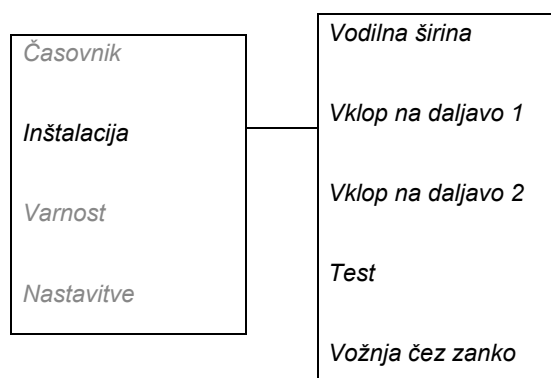 Časovnik
Inštalacija
Varnost
Nastavitve
Vodilna širina
Vklop na daljavo 1
Vklop na daljavo 2
Test
Vožnja čez zanko